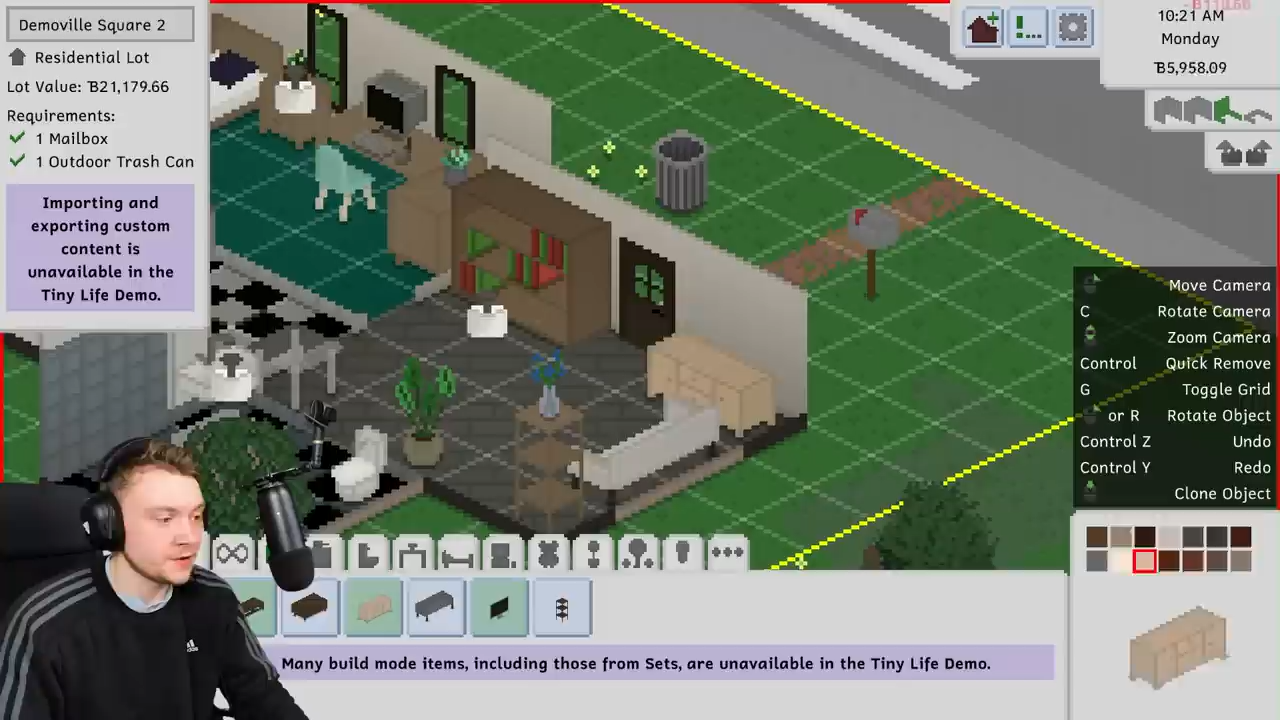 Demoville Square 2
Residential Lot
Lot Value: ƀ21,179.66
Requirements:
1 Mailbox
1 Outdoor Trash Can
Importing and
exporting custom
content is
unavailable in the
Tiny Life Demo.
10:21 AM
Monday
ƀ5,958.09
Move Camera
C Rotate Camera
Zoom Camera
Control Quick Remove
G Toggle Grid
or R Rotate Object
Control Z Undo
Control Y Redo
Clone Object
Many build mode items, including those from Sets, are unavailable in the Tiny Life Demo.